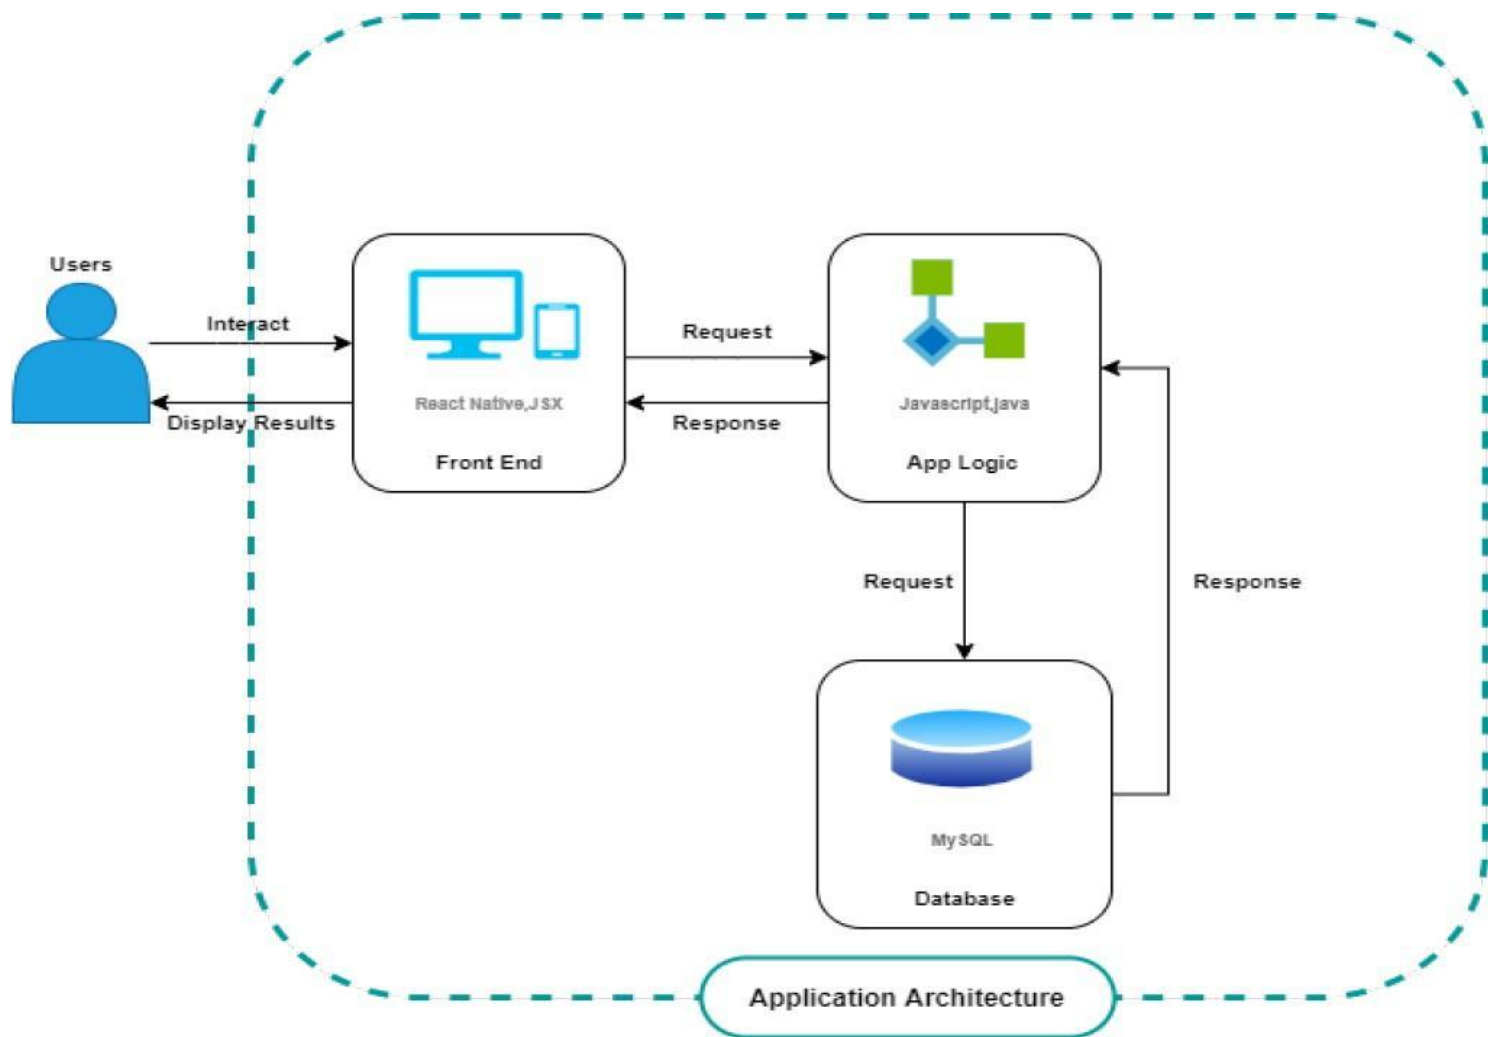 Users
Interact
Display Results
React Native,JSX
Front End
Request
Response
Javascript,java
App Logic
Request
Response
MySQL
Database
Application Architecture